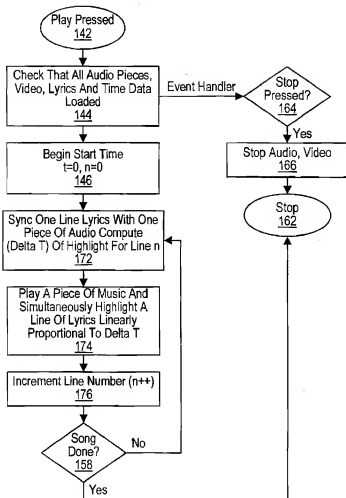 Play Pressed
142
Check That All Audio Pieces,
Video, Lyrics And Time Data
Loaded
144
Event Handler
Stop
Pressed?
164
Yes
Stop Audio, Video
166
Stop
162
Begin Start Time
t=0, n=0
146
Sync One Line Lyrics With One
Piece Of Audio Compute
(Delta T) Of Highlight For Line n
172
Play A Piece Of Music And
Simultaneously Highlight A
Line Of Lyrics Linearly
Proportional To Delta T
174
Increment Line Number (n++)
176
Song
Done?
158
No
Yes